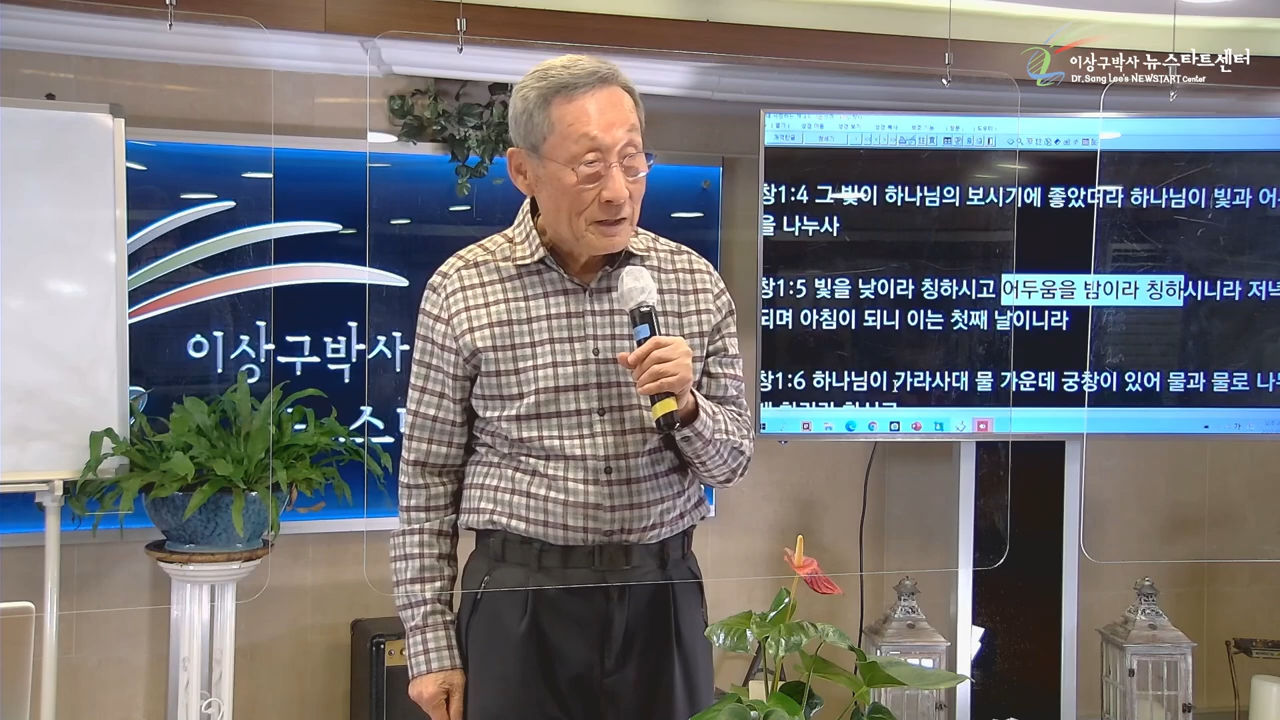 이상구박사 뉴스타트센터
Dr. Sang Lee's NEWSTART Center
이상구박사
스
창1:4 그 빛이 하나님의 보시기에 좋았더라 하나님이 빛과 어
을 나누사
창1:5 빛을 낮이라 칭하시고 어두움을 밤이라 칭하시니라 저녁
되며 아침이 되니 이는 첫째 날이니라
창1:6 하나님이 가라사대 물 가운데 궁창이 있어 물과 물로 나